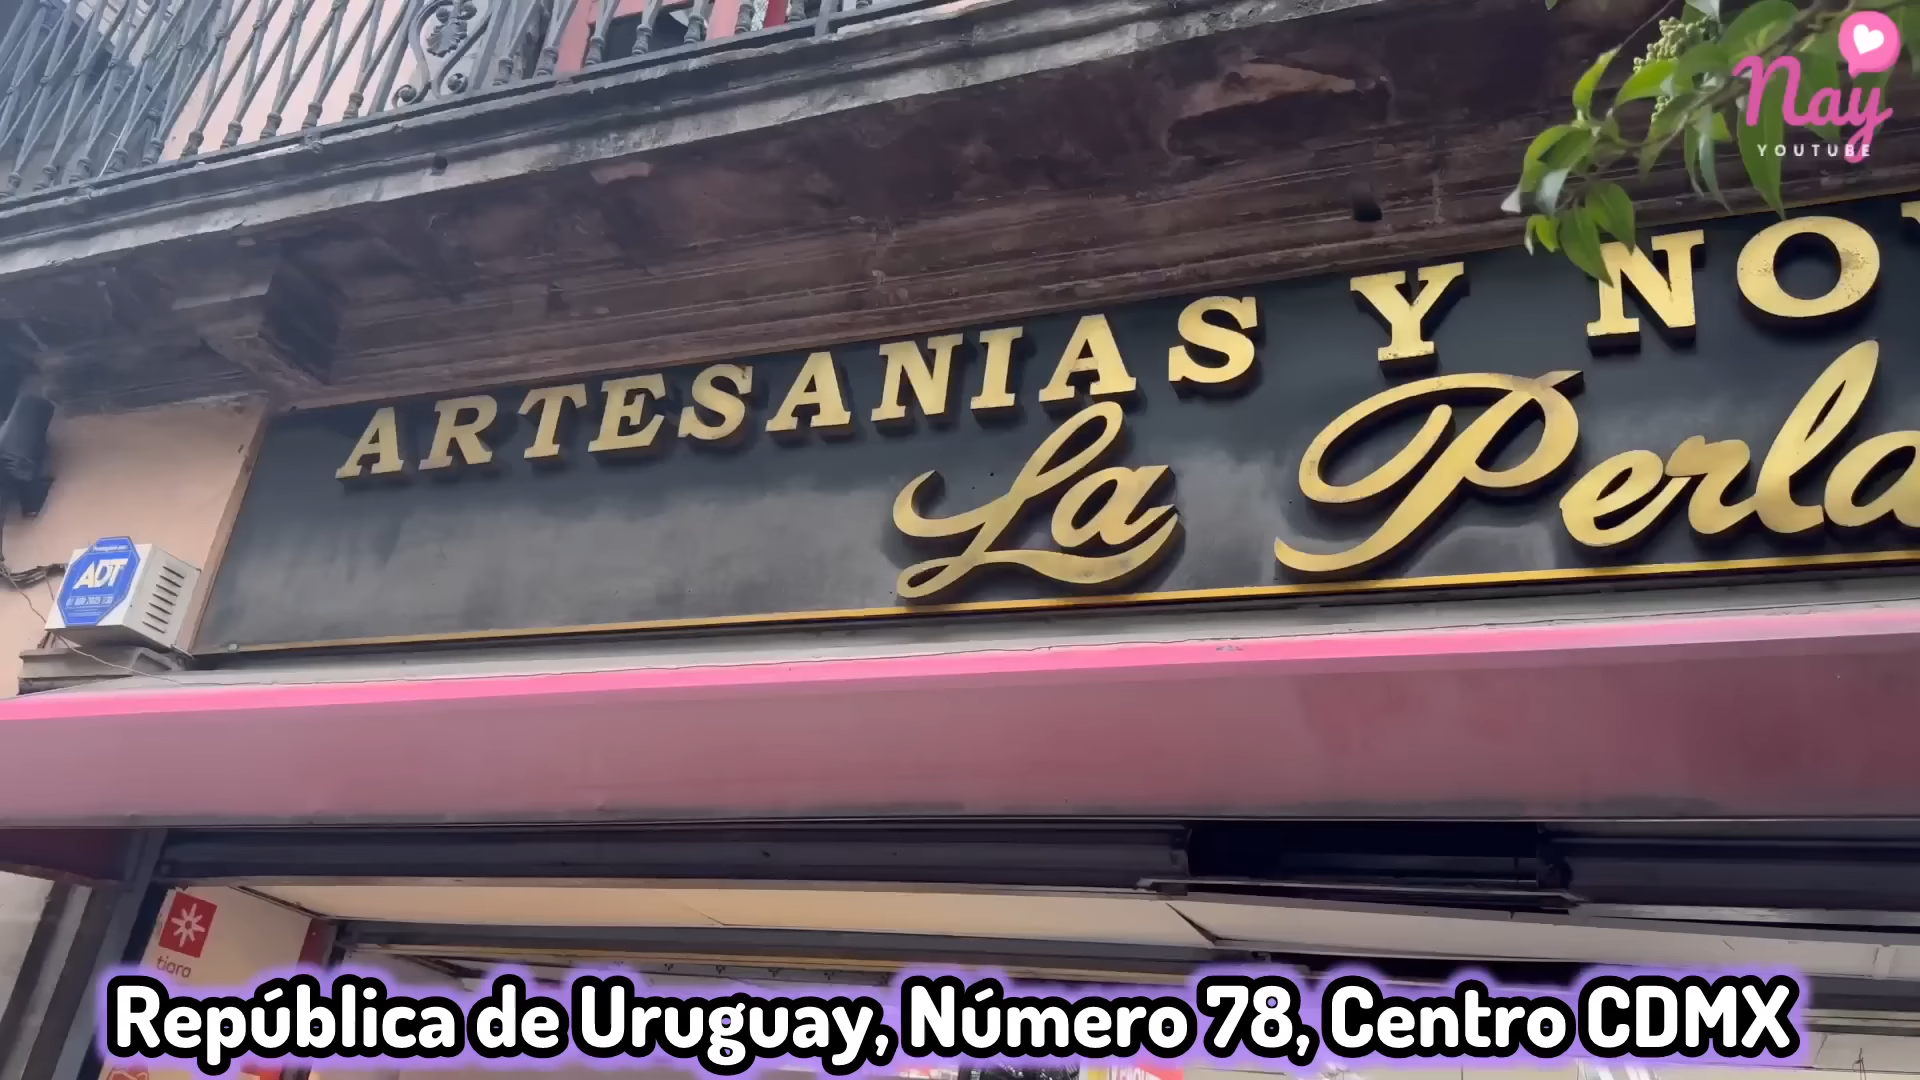 Nay
YOUTUBE
ARTESANIAS Y NO
La Perla
ADT
tiara
República de Uruguay, Número 78, Centro CDMX